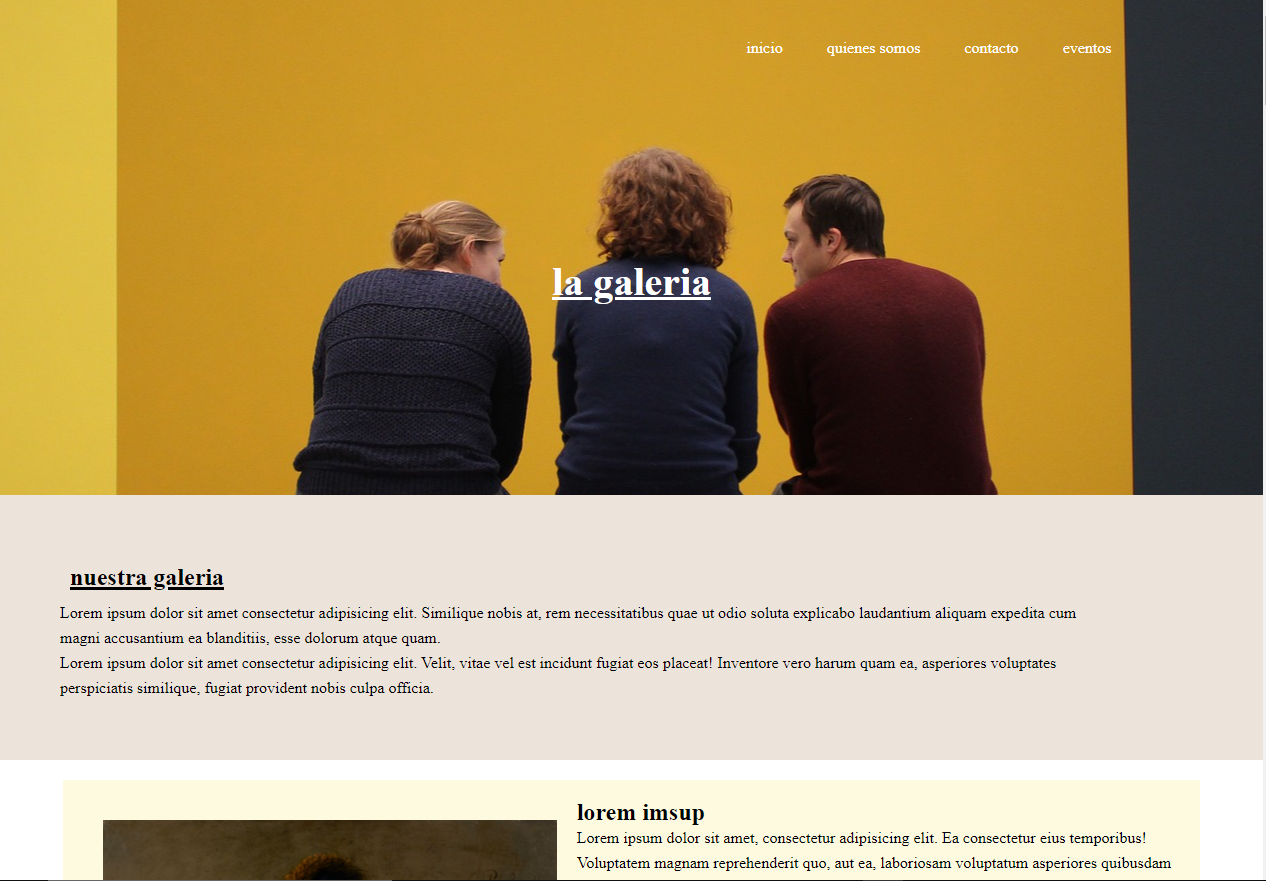 inicio quienes somos contacto eventos
la galeria
nuestra galeria
Lorem ipsum dolor sit amet consectetur adipisicing elit. Similique nobis at, rem necessitatibus quae ut odio soluta explicabo laudantium aliquam expedita cum
magni accusantium ea blanditiis, esse dolorum atque quam.
Lorem ipsum dolor sit amet consectetur adipisicing elit. Velit, vitae vel est incidunt fugiat eos placeat! Inventore vero harum quam ea, asperiores voluptates
perspiciatis similique, fugiat provident nobis culpa officia.
lorem imsup
Lorem ipsum dolor sit amet, consectetur adipisicing elit. Ea consectetur eius temporibus!
Voluptatem magnam reprehenderit quo, aut ea, laboriosam voluptatum asperiores quibusdam